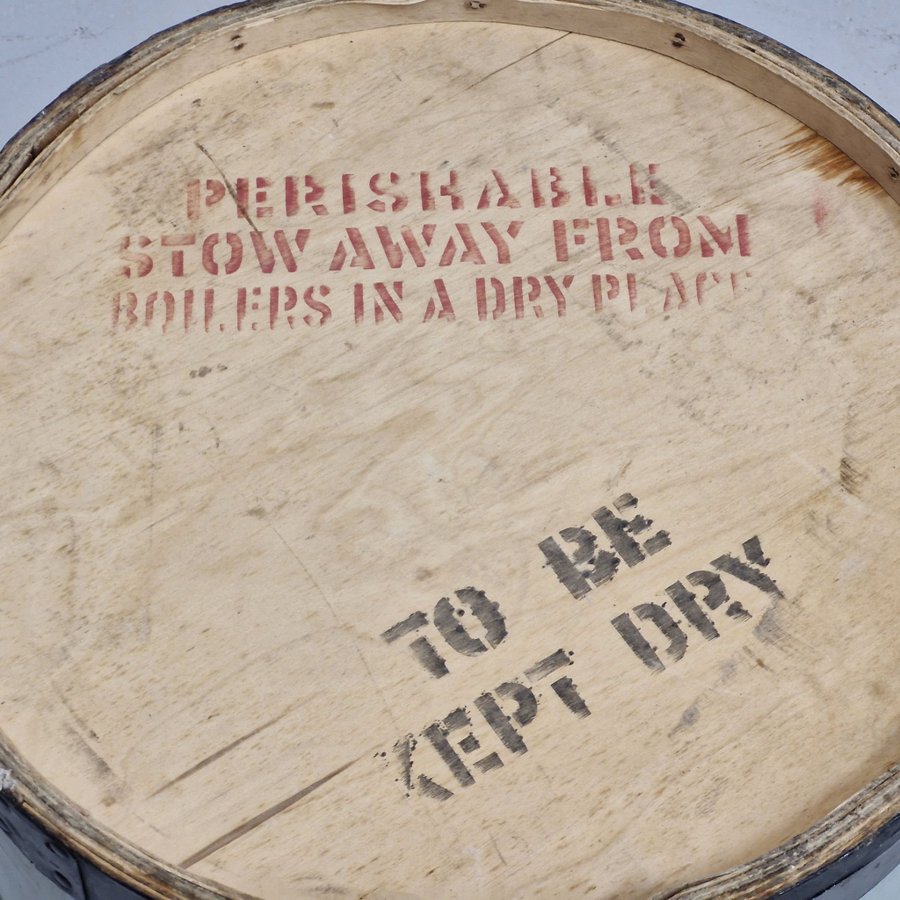 PERISHABLE
STOW AWAY FROM
BOILERS IN A DRY PLACE
TO BE
KEPT DRY